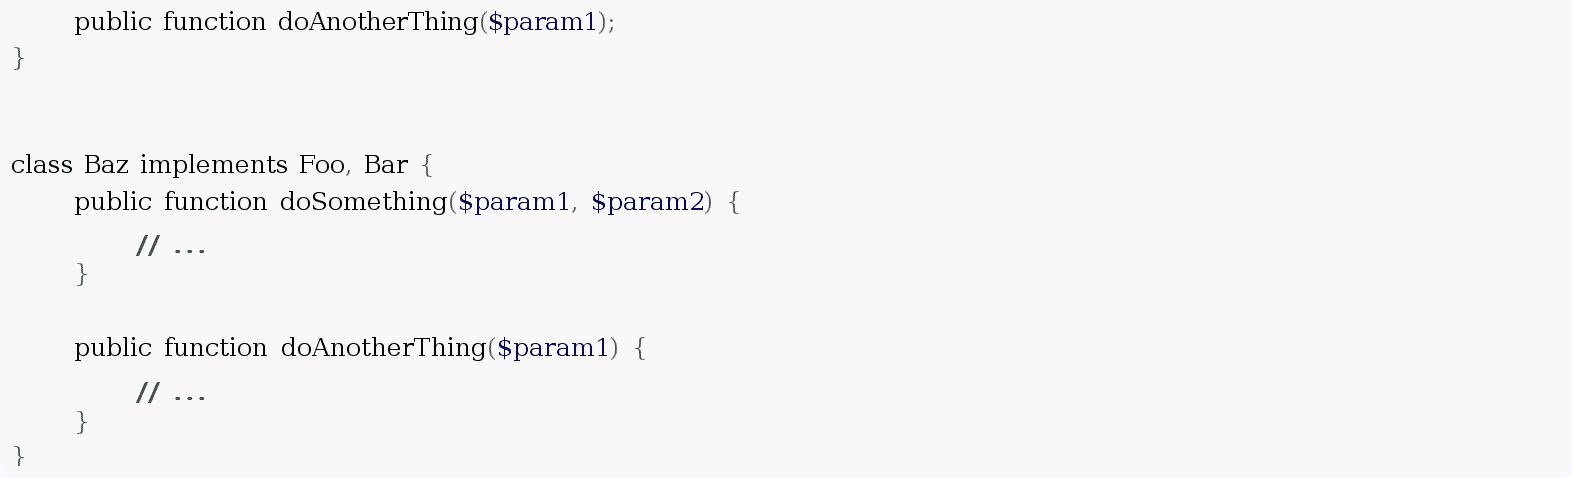 public function doAnotherThing($param1);
}
class Baz implements Foo, Bar {
public function doSomething($param1, $param2) {
// ...
}
public function doAnotherThing($param1) {
// ...
}
}